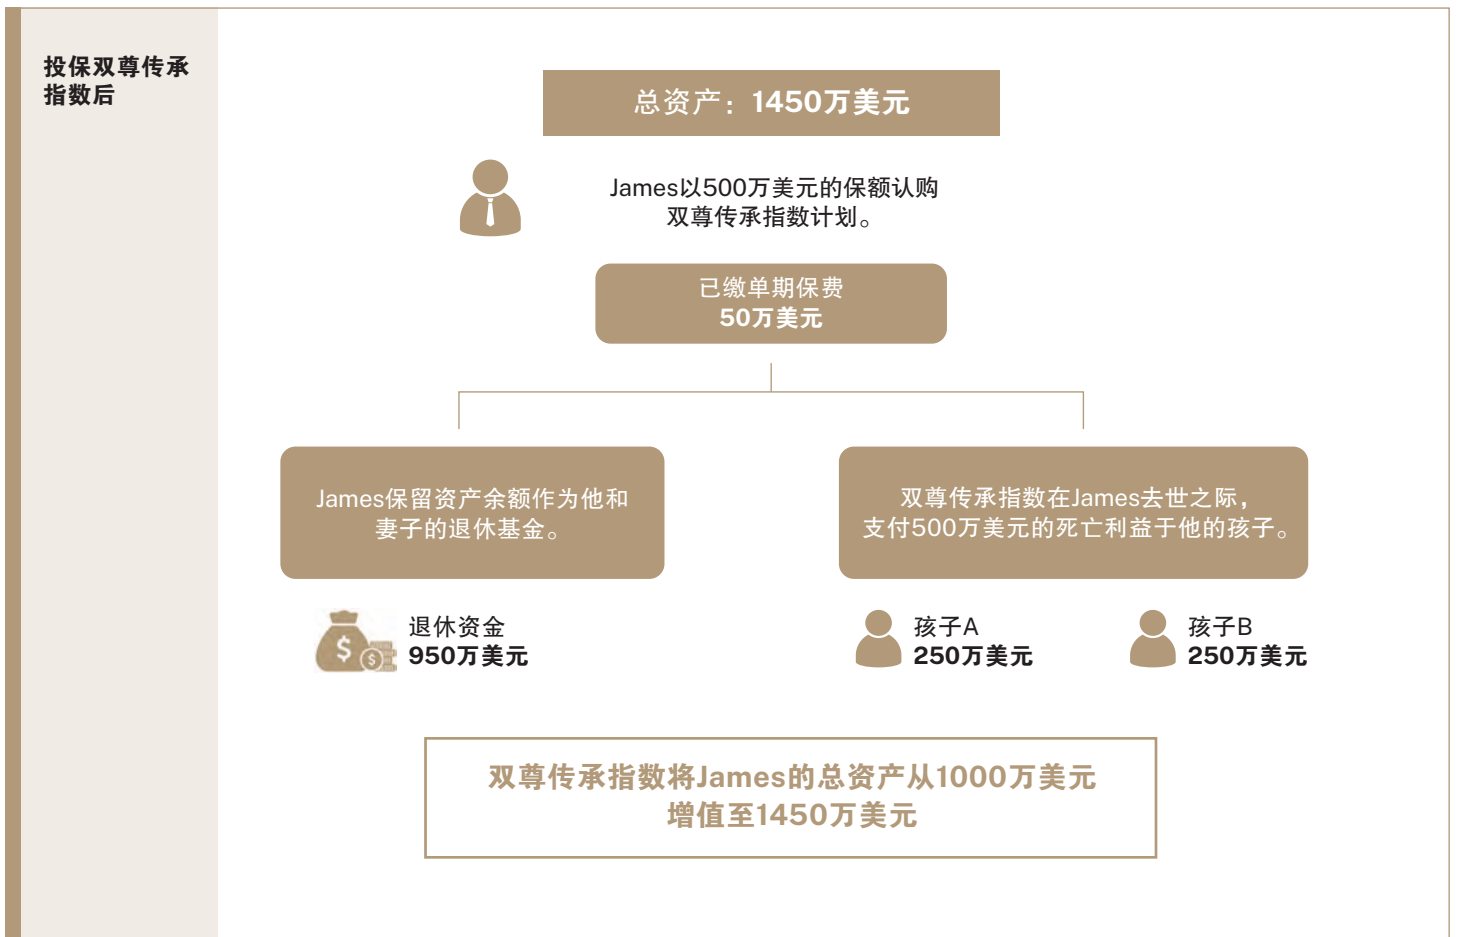 投保双尊传承
指数后
总资产：1450万美元
James以500万美元的保额认购
双尊传承指数计划。
已缴单期保费
50万美元
James保留资产余额作为他和
妻子的退休基金。
双尊传承指数在James去世之际，
支付500万美元的死亡利益于他的孩子。
$
$
退休资金
950万美元
孩子A
250万美元
孩子B
250万美元
双尊传承指数将James的总资产从1000万美元
增值至1450万美元